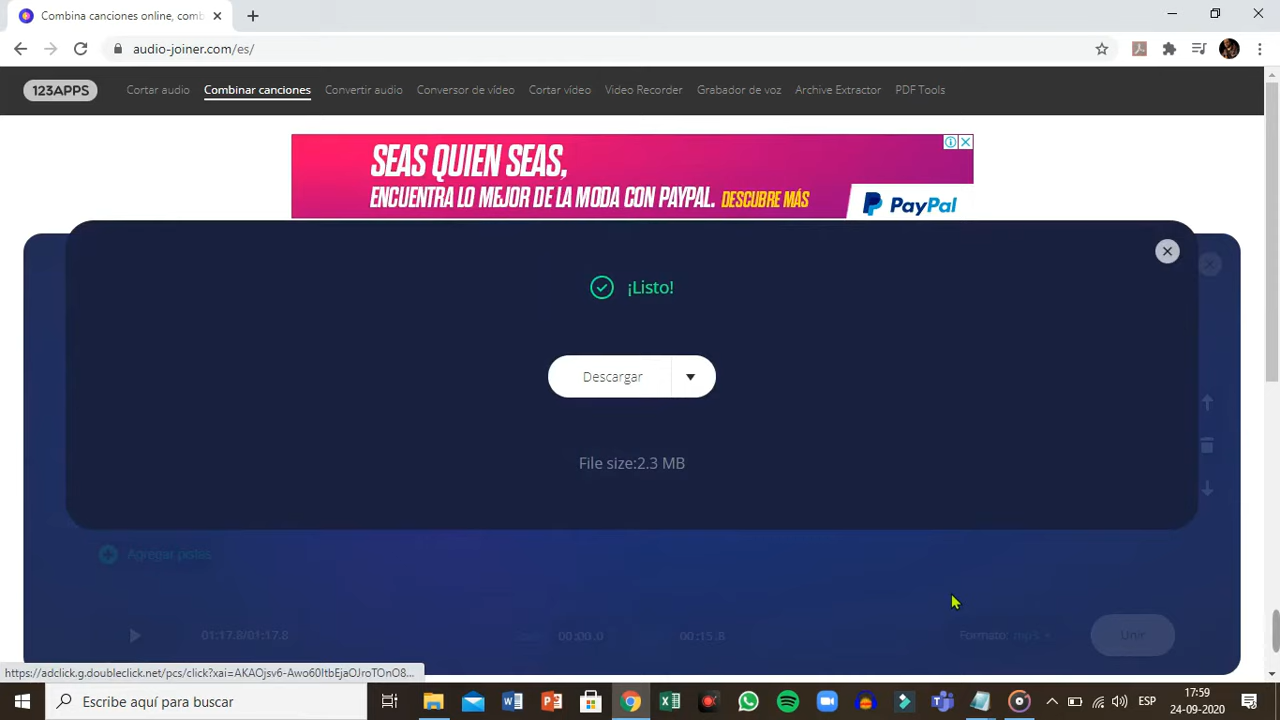 Combina canciones online, comb
audio-joiner.com/es/
123APPS
Cortar audio
Combinar canciones
Convertir audio
Conversor de vídeo
Cortar vídeo
Video Recorder
Grabador de voz
Archive Extractor
PDF Tools
SEAS QUIEN SEAS,
ENCUENTRA LO MEJOR DE LA MODA CON PAYPAL. DESCUBRE MÁS
PayPal
¡Listo!
Descargar
File size:2.3 MB
Agregar pistas
01:17.8/01:17.8
00:00.0
00:15.8
Formato: mp3
Unir
https://adclick.g.doubleclick.net/pcs/click?xai=AKAOjsv6-Awo60ItbEjaOJroTOnO8...
Escribe aquí para buscar
ESP
17:59
24-09-2020